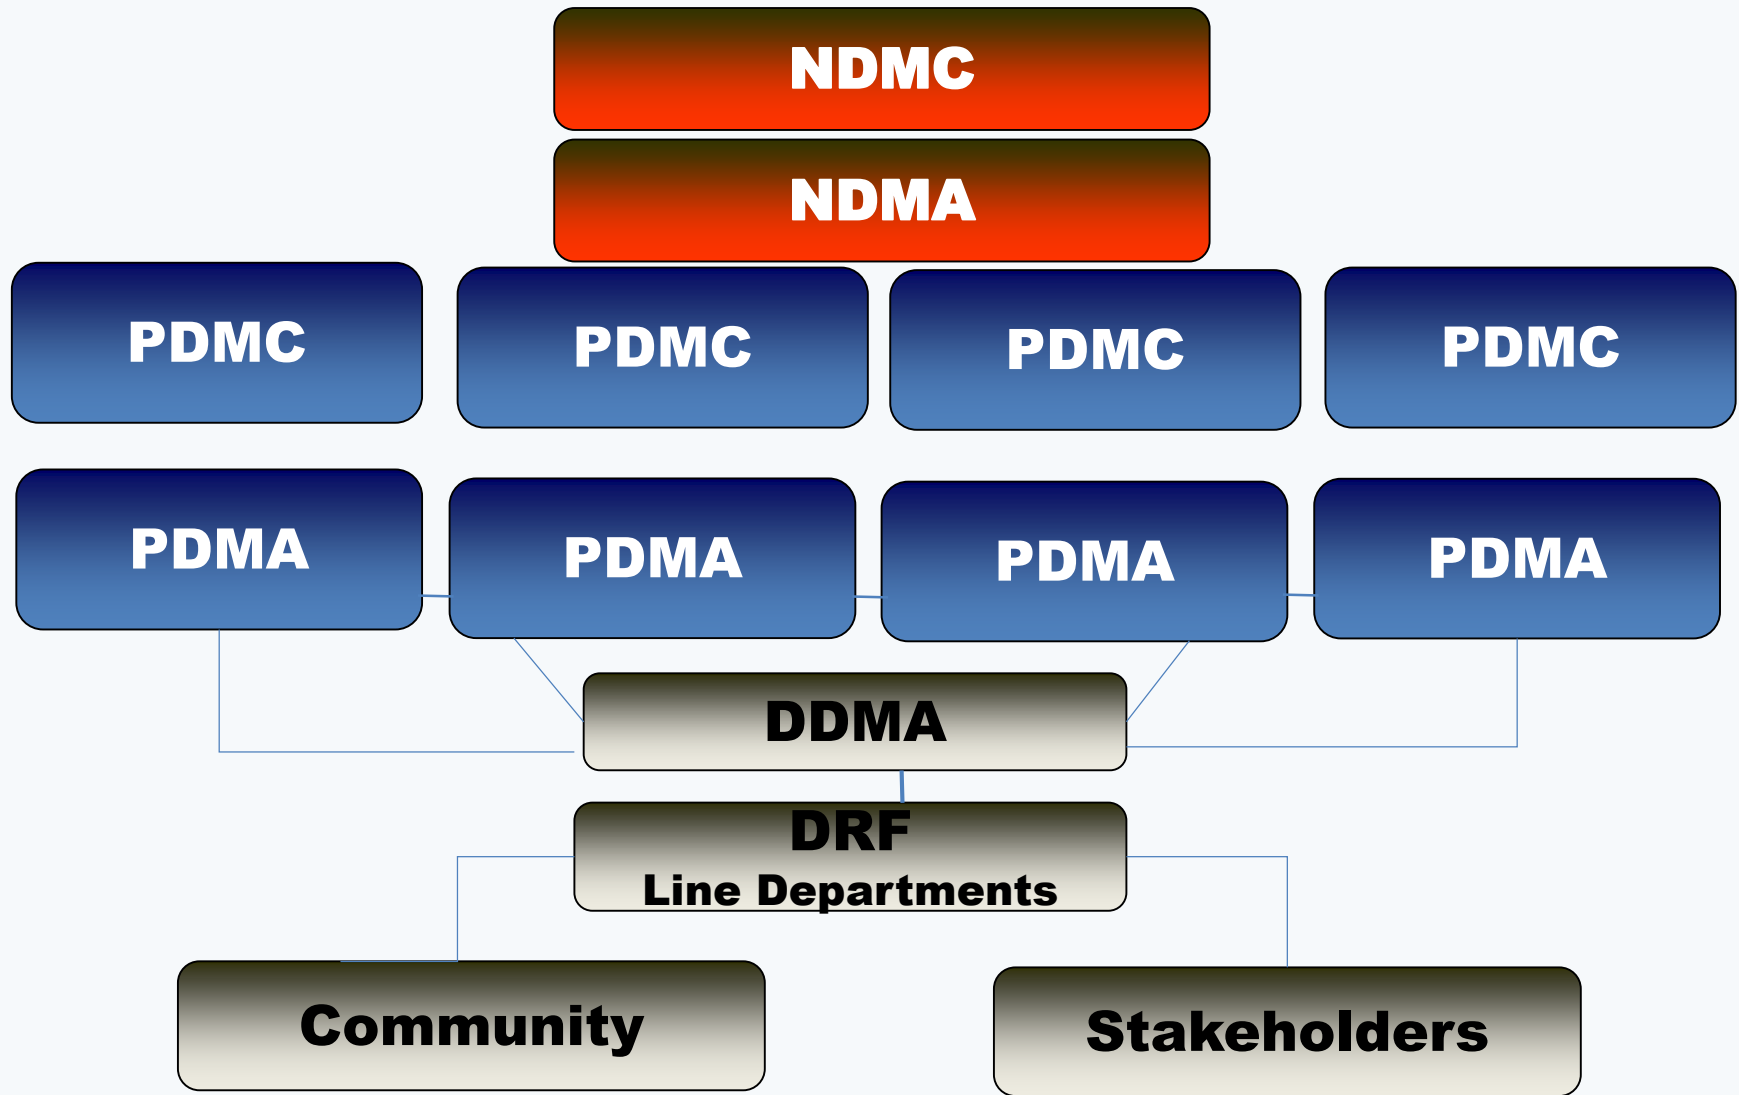 NDMC
NDMA
PDMC
PDMC
PDMC
PDMC
PDMA
PDMA
PDMA
PDMA
DDMA
DRF
Line Departments
Community
Stakeholders